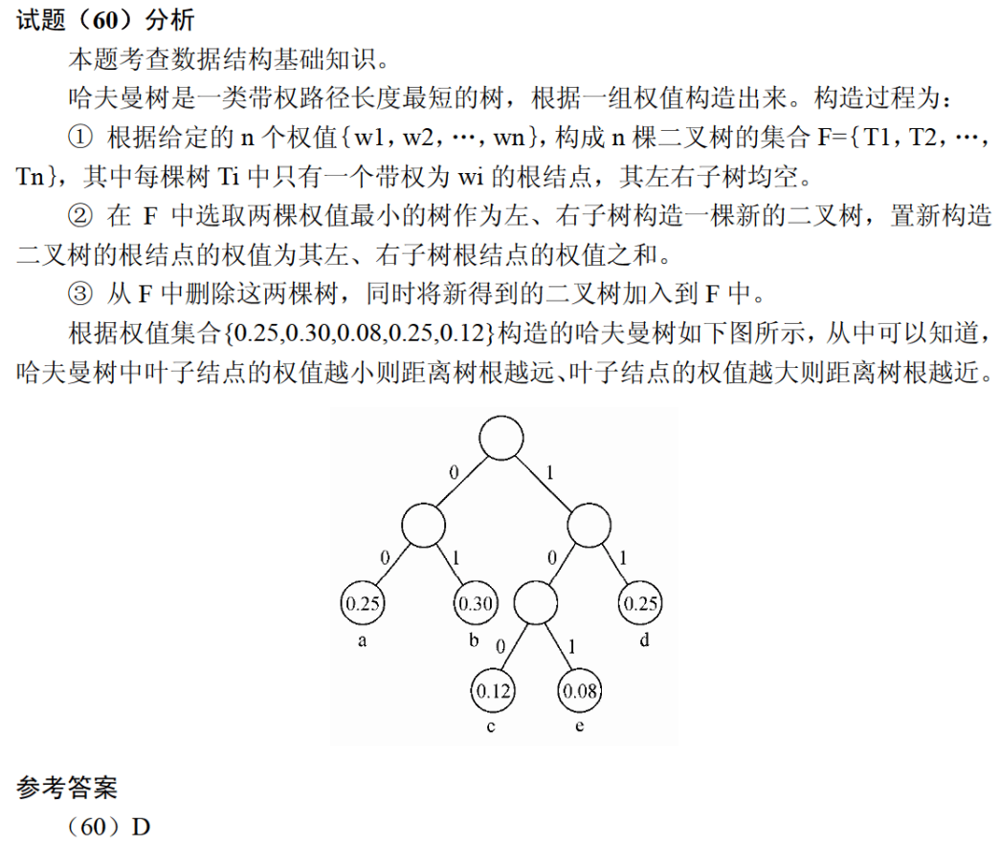 试题（60）分析
本题考查数据结构基础知识。
哈夫曼树是一类带权路径长度最短的树，根据一组权值构造出来。构造过程为：
① 根据给定的 n 个权值{w1，w2，…，wn}，构成 n 棵二叉树的集合 F={T1，T2，…，
Tn}，其中每棵树 Ti 中只有一个带权为 wi 的根结点，其左右子树均空。
② 在 F 中选取两棵权值最小的树作为左、右子树构造一棵新的二叉树，置新构造
二叉树的根结点的权值为其左、右子树根结点的权值之和。
③ 从 F 中删除这两棵树，同时将新得到的二叉树加入到 F 中。
根据权值集合{0.25,0.30,0.08,0.25,0.12}构造的哈夫曼树如下图所示，从中可以知道，
哈夫曼树中叶子结点的权值越小则距离树根越远、叶子结点的权值越大则距离树根越近。
0 1
0 1 0 1
0.25 0.30 0.25
a b 0 1 d
0.12 0.08
c e
参考答案
（60）D